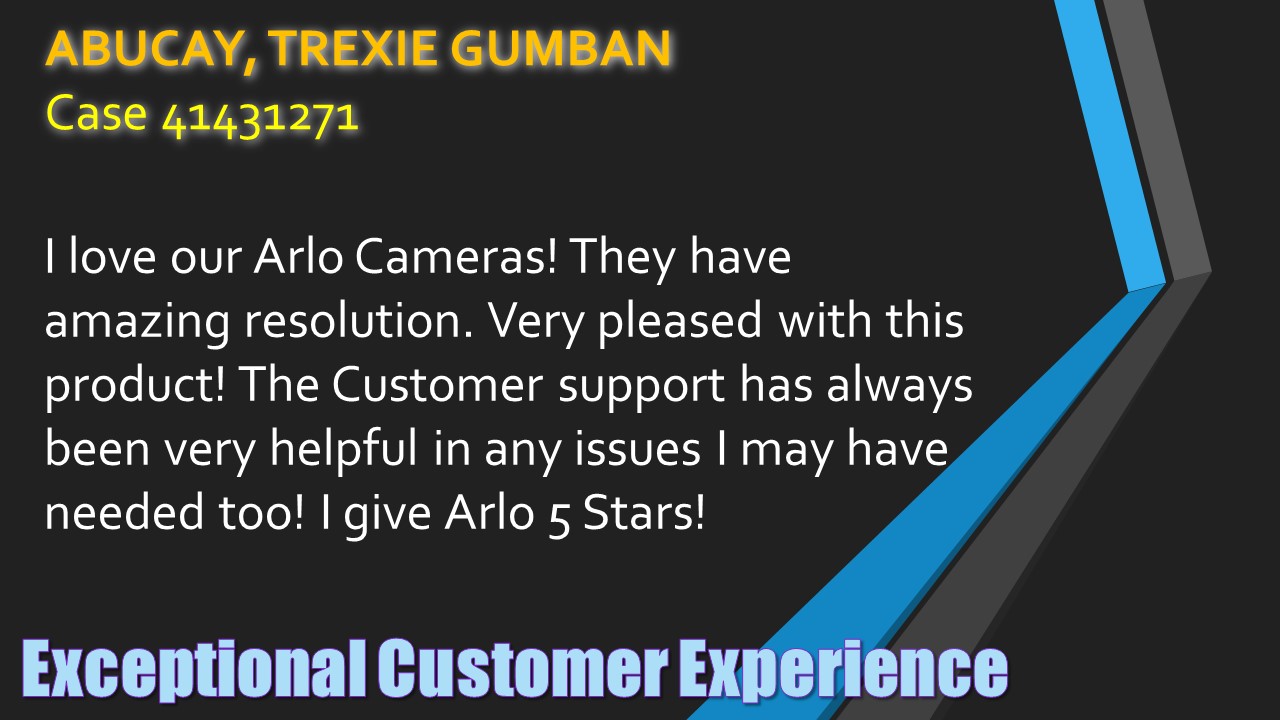 ABUCAY, TREXIE GUMBAN
Case 41431271
I love our Arlo Cameras! They have
amazing resolution. Very pleased with this
product! The Customer support has always
been very helpful in any issues I may have
needed too! I give Arlo 5 Stars!
Exceptional Customer Experience